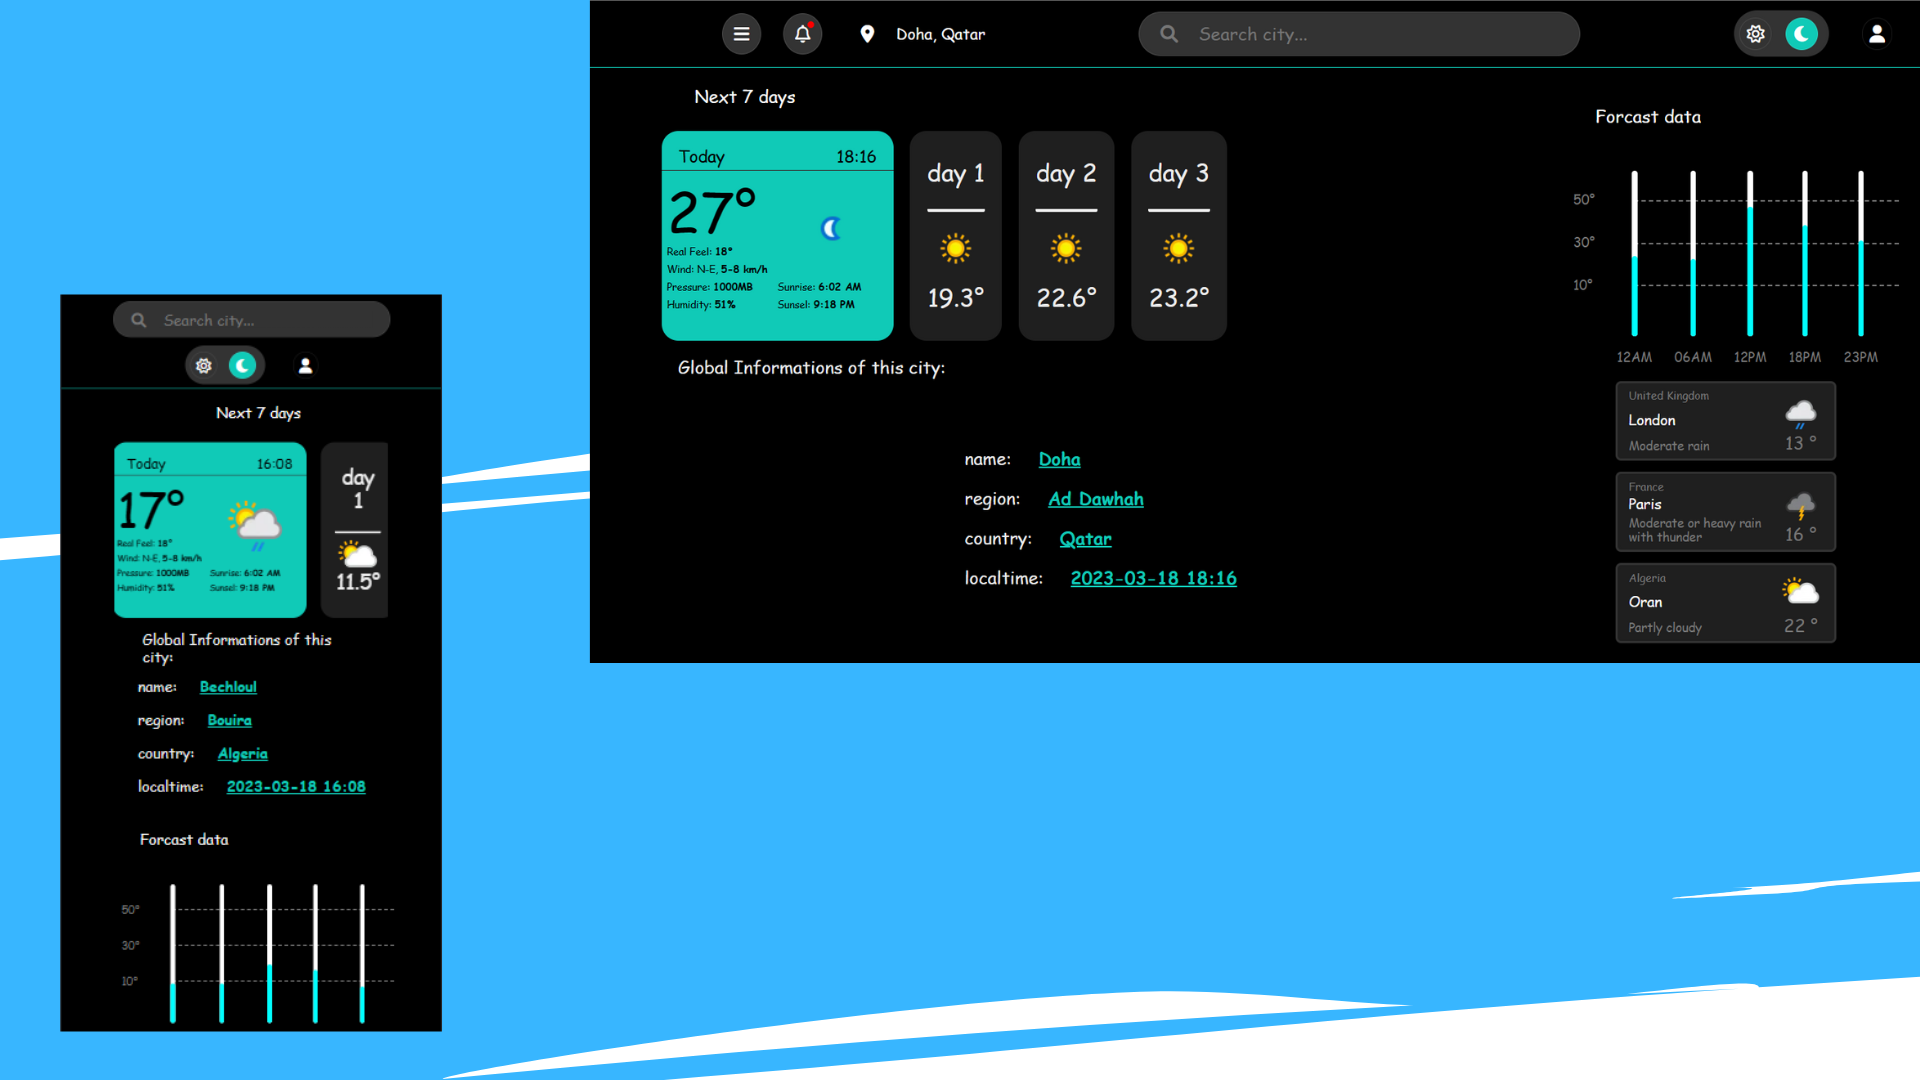 Doha, Qatar
Search city...
Next 7 days
Today 18:16
27°
Real Feel: 18°
Wind: N-E, 5-8 km/h
Pressure: 1000MB Sunrise: 6:02 AM
Humidity: 51% Sunsel: 9:18 PM
day 1
19.3°
day 2
22.6°
day 3
23.2°
Global Informations of this city:
name: Doha
region: Ad Dawhah
country: Qatar
localtime: 2023-03-18 18:16
Forcast data
50°
30°
10°
12AM 06AM 12PM 18PM 23PM
United Kingdom
London
Moderate rain 13 °
France
Paris
Moderate or heavy rain
with thunder 16 °
Algeria
Oran
Partly cloudy 22 °
Search city...
Next 7 days
Today 16:08
17°
Real Feel: 18°
Wind: N-E, 5-8 km/h
Pressure: 1000MB Sunrise: 6:02 AM
Humidity: 51% Sunsel: 9:18 PM
day
1
11.5°
Global Informations of this
city:
name: Bechloul
region: Bouira
country: Algeria
localtime: 2023-03-18 16:08
Forcast data
50°
30°
10°